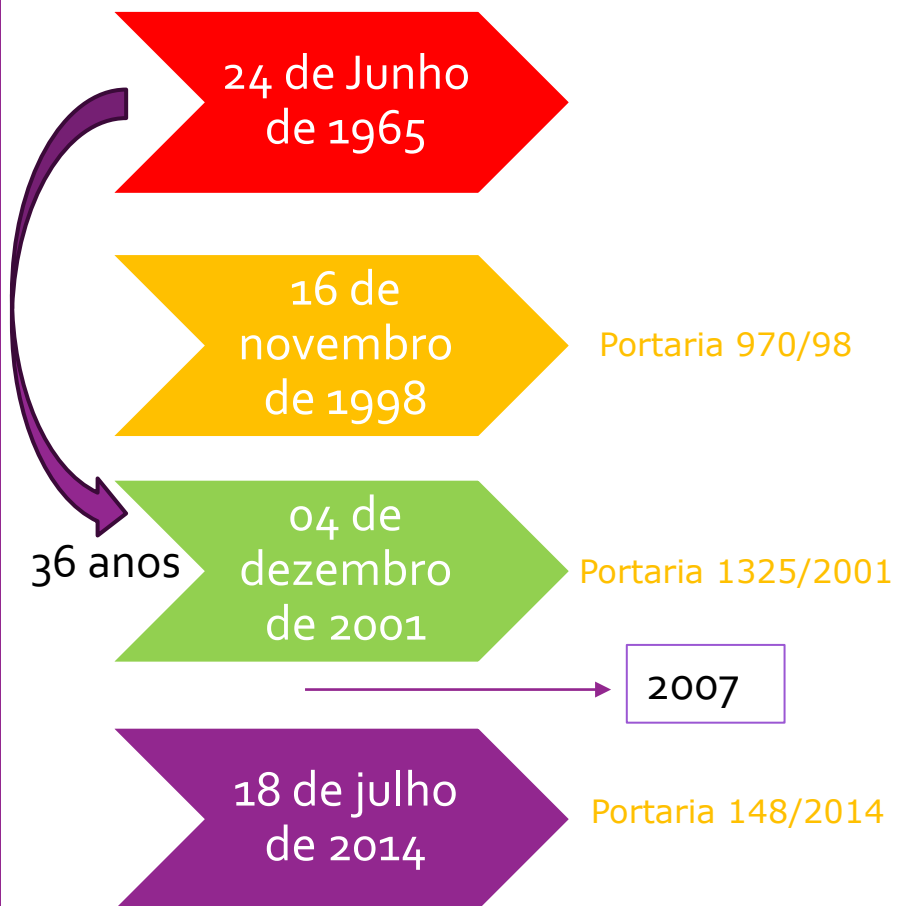 24 de Junho
de 1965
16 de
novembro
de 1998
Portaria 970/98
36 anos
04 de
dezembro
de 2001
Portaria 1325/2001
2007
18 de julho
de 2014
Portaria 148/2014